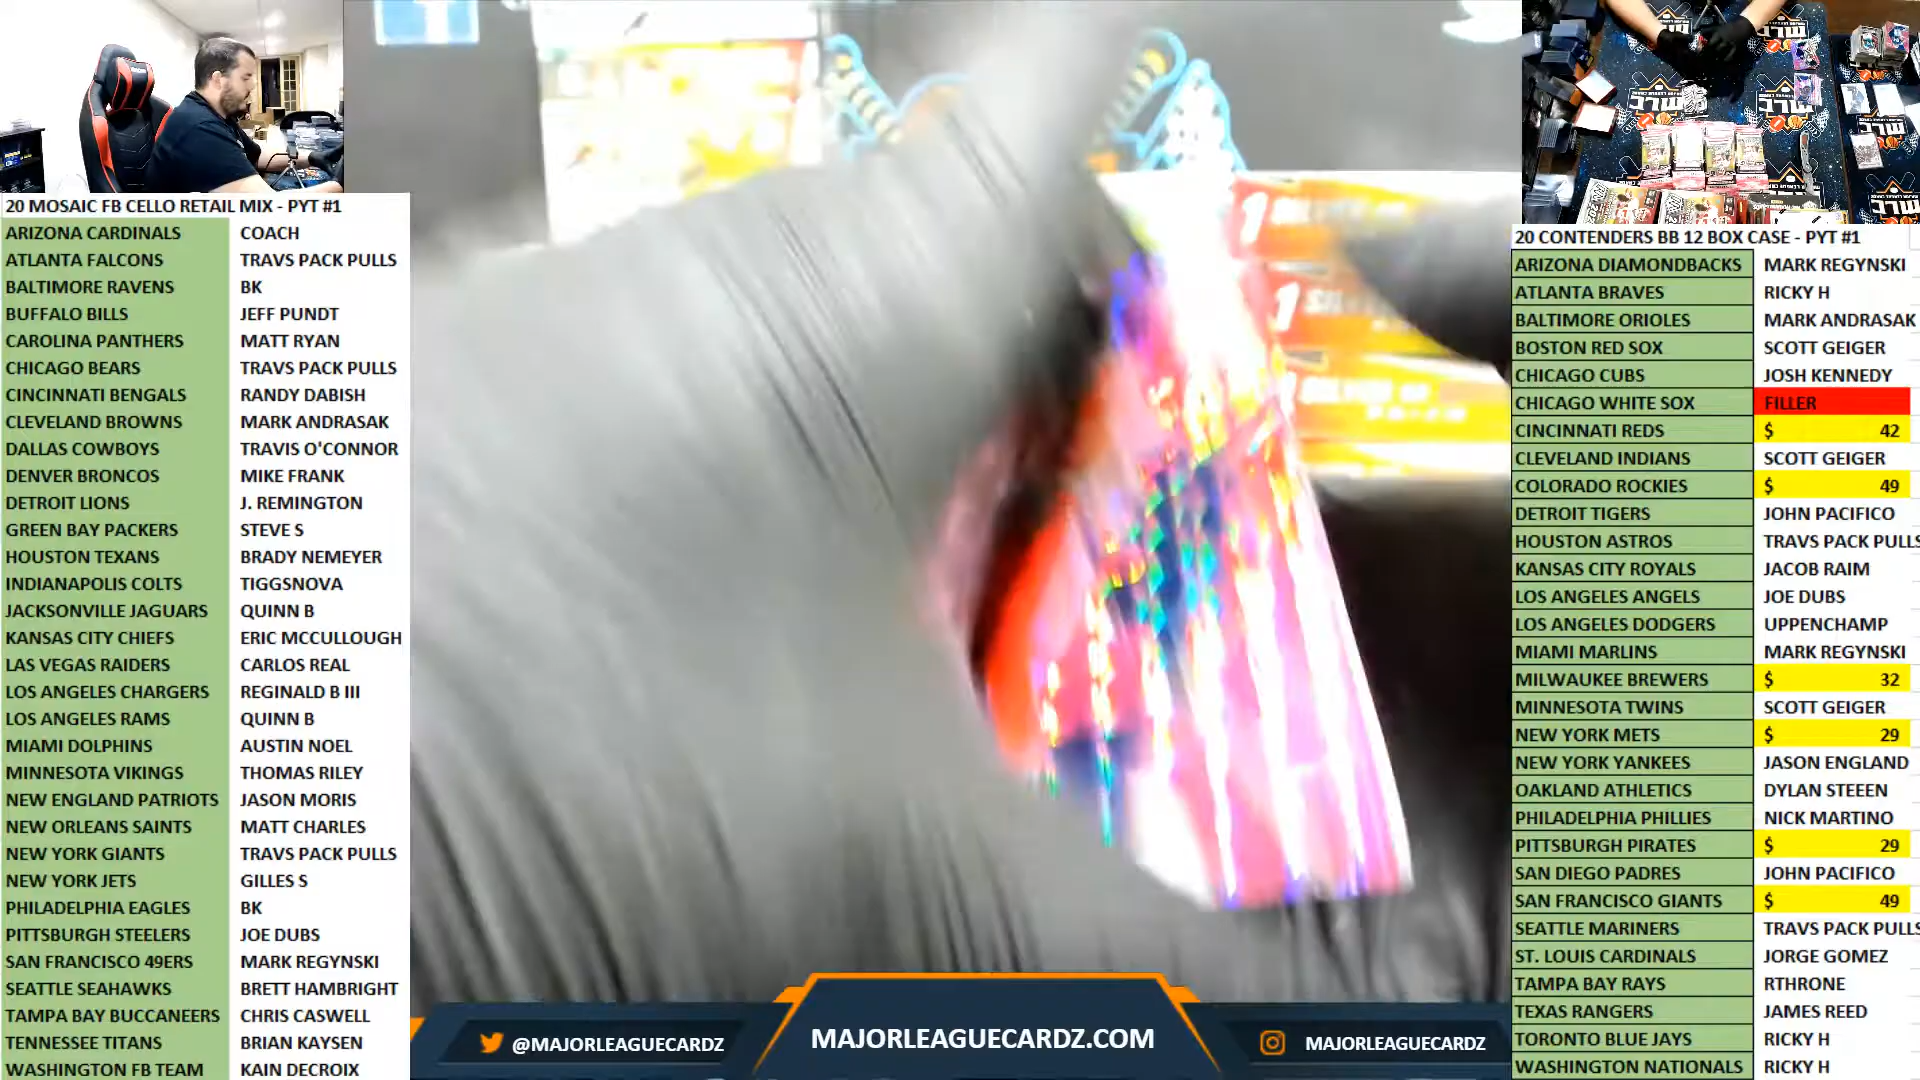 20 MOSAIC FB CELLO RETAIL MIX - PYT #1
ARIZONA CARDINALS COACH
ATLANTA FALCONS TRAVS PACK PULLS
BALTIMORE RAVENS BK
BUFFALO BILLS JEFF PUNDT
CAROLINA PANTHERS MATT RYAN
CHICAGO BEARS TRAVS PACK PULLS
CINCINNATI BENGALS RANDY DABISH
CLEVELAND BROWNS MARK ANDRASAK
DALLAS COWBOYS TRAVIS O'CONNOR
DENVER BRONCOS MIKE FRANK
DETROIT LIONS J. REMINGTON
GREEN BAY PACKERS STEVE S
HOUSTON TEXANS BRADY NEMEYER
INDIANAPOLIS COLTS TIGGSNOVA
JACKSONVILLE JAGUARS QUINN B
KANSAS CITY CHIEFS ERIC MCCULLOUGH
LAS VEGAS RAIDERS CARLOS REAL
LOS ANGELES CHARGERS REGINALD B III
LOS ANGELES RAMS QUINN B
MIAMI DOLPHINS AUSTIN NOEL
MINNESOTA VIKINGS THOMAS RILEY
NEW ENGLAND PATRIOTS JASON MORIS
NEW ORLEANS SAINTS MATT CHARLES
NEW YORK GIANTS TRAVS PACK PULLS
NEW YORK JETS GILLES S
PHILADELPHIA EAGLES BK
PITTSBURGH STEELERS JOE DUBS
SAN FRANCISCO 49ERS MARK REGYNSKI
SEATTLE SEAHAWKS BRETT HAMBRIGHT
TAMPA BAY BUCCANEERS CHRIS CASWELL
TENNESSEE TITANS BRIAN KAYSEN
WASHINGTON FB TEAM KAIN DECROIX
@MAJORLEAGUECARDZ
MAJORLEAGUECARDZ.COM
MAJORLEAGUECARDZ
20 CONTENDERS BB 12 BOX CASE - PYT #1
ARIZONA DIAMONDBACKS MARK REGYNSKI
ATLANTA BRAVES RICKY H
BALTIMORE ORIOLES MARK ANDRASAK
BOSTON RED SOX SCOTT GEIGER
CHICAGO CUBS JOSH KENNEDY
CHICAGO WHITE SOX FILLER
CINCINNATI REDS $ 42
CLEVELAND INDIANS SCOTT GEIGER
COLORADO ROCKIES $ 49
DETROIT TIGERS JOHN PACIFICO
HOUSTON ASTROS TRAVS PACK PULLS
KANSAS CITY ROYALS JACOB RAIM
LOS ANGELES ANGELS JOE DUBS
LOS ANGELES DODGERS UPPENCHAMP
MIAMI MARLINS MARK REGYNSKI
MILWAUKEE BREWERS $ 32
MINNESOTA TWINS SCOTT GEIGER
NEW YORK METS $ 29
NEW YORK YANKEES JASON ENGLAND
OAKLAND ATHLETICS DYLAN STEEEN
PHILADELPHIA PHILLIES NICK MARTINO
PITTSBURGH PIRATES $ 29
SAN DIEGO PADRES JOHN PACIFICO
SAN FRANCISCO GIANTS $ 49
SEATTLE MARINERS TRAVS PACK PULLS
ST. LOUIS CARDINALS JORGE GOMEZ
TAMPA BAY RAYS RTHRONE
TEXAS RANGERS JAMES REED
TORONTO BLUE JAYS RICKY H
WASHINGTON NATIONALS RICKY H